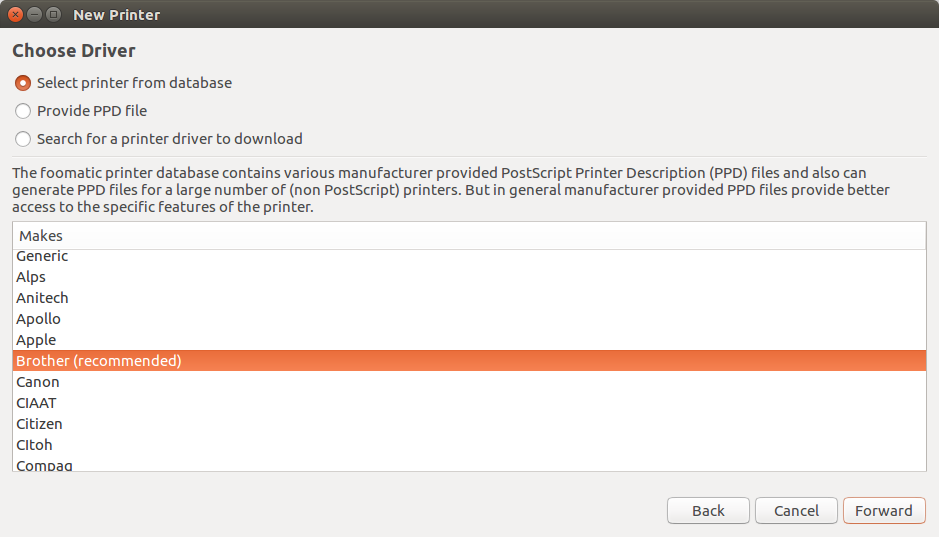 New Printer
Choose Driver
Select printer from database
Provide PPD file
Search for a printer driver to download
The foomatic printer database contains various manufacturer provided PostScript Printer Description (PPD) files and also can
generate PPD files for a large number of (non PostScript) printers. But in general manufacturer provided PPD files provide better
access to the specific features of the printer.
Makes
Generic
Alps
Anitech
Apollo
Apple
Brother (recommended)
Canon
CIAAT
Citizen
CItoh
Compaq
Back Cancel Forward